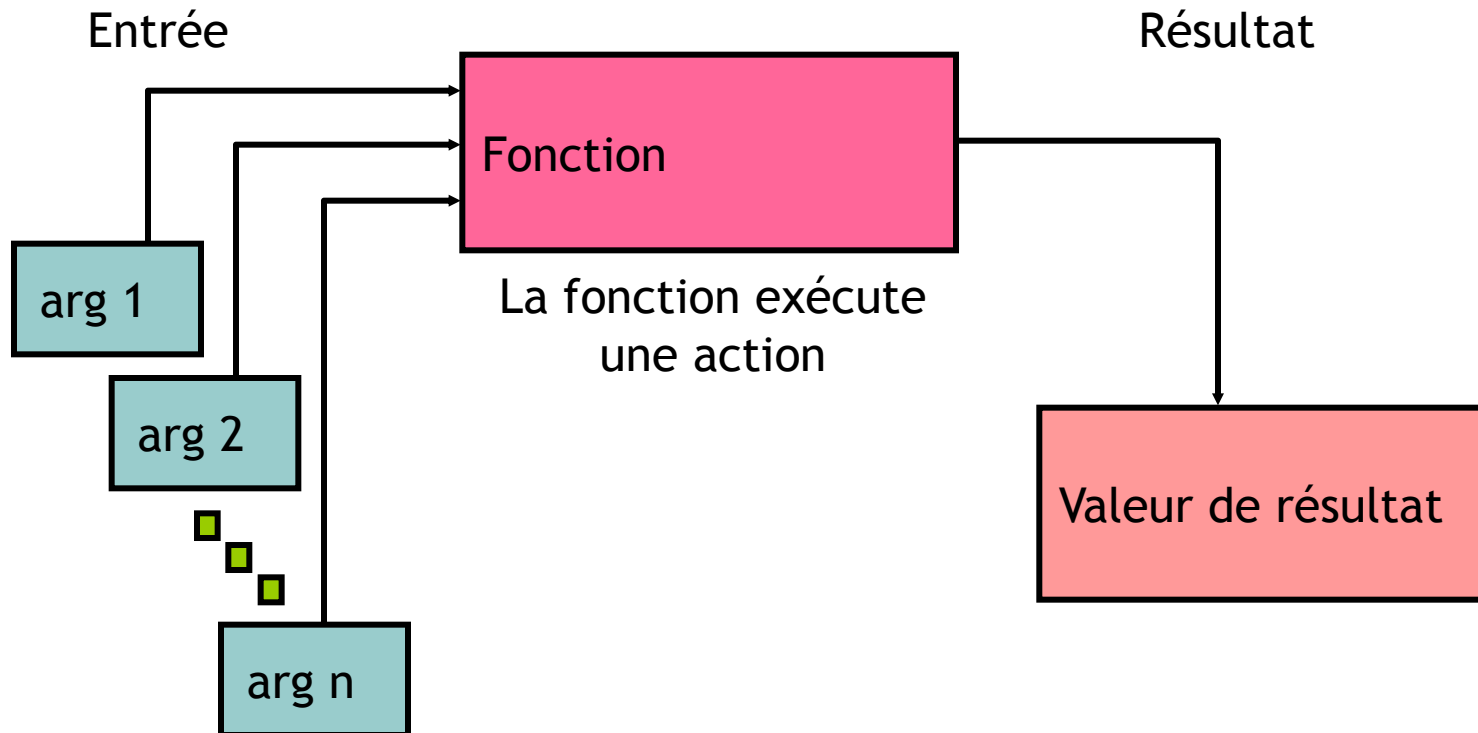 Entrée
Résultat
Fonction
arg 1
La fonction exécute
une action
arg 2
Valeur de résultat
arg n